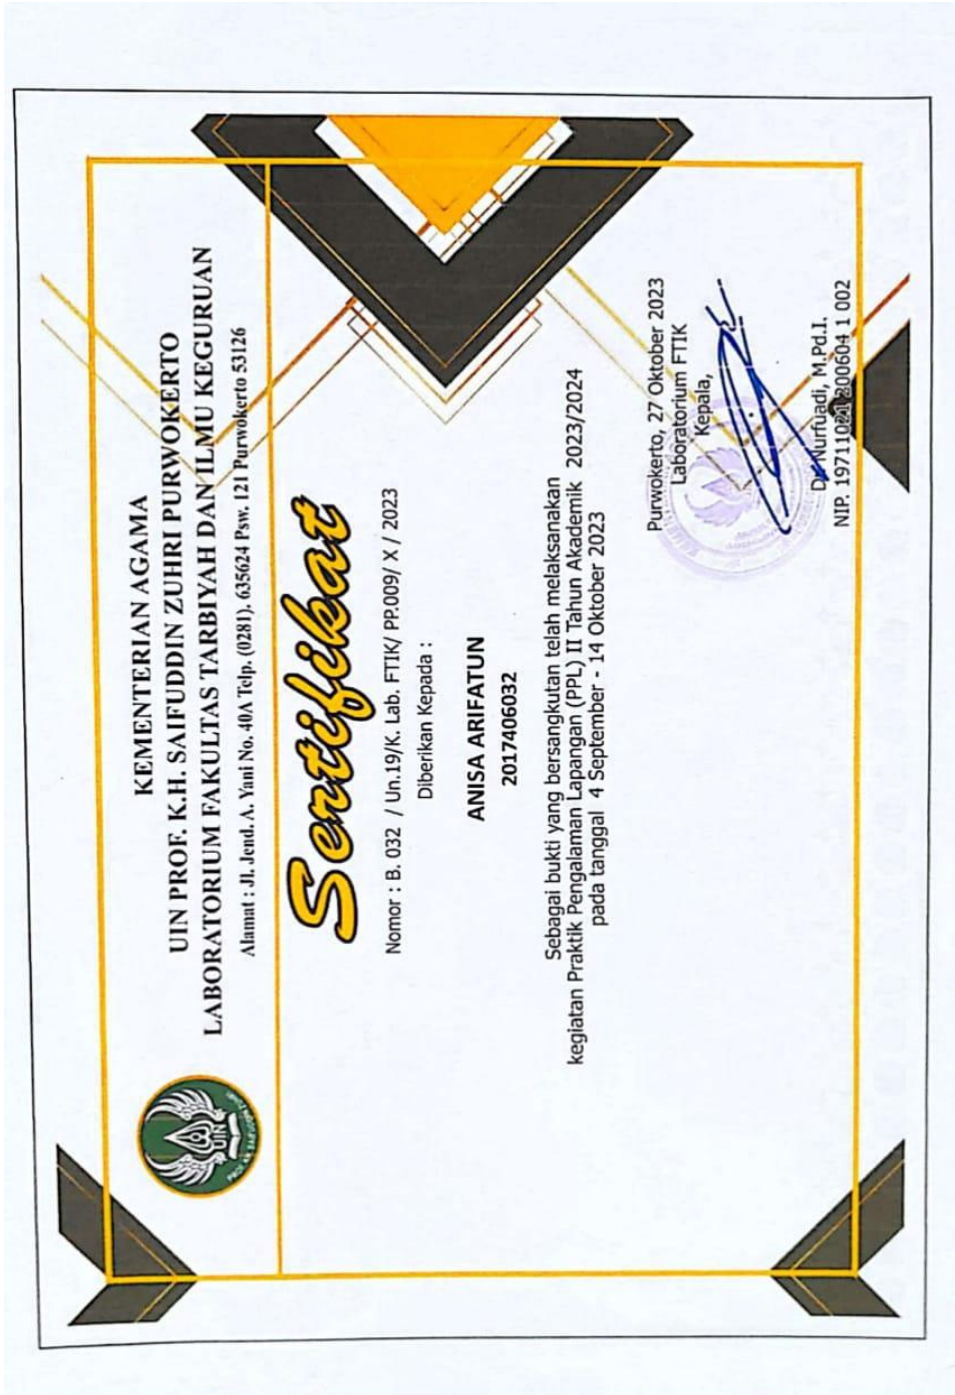 KEMENTERIAN AGAMA
UIN PROF. K.H. SAIFUDDIN ZUHRI PURWOKERTO
LABORATORIUM FAKULTAS TARBIYAH DAN ILMU KEGURUAN
Alamat : Jl. Jend. A. Yani No. 40A Telp. (0281). 635624 Psw. 121 Purwokerto 53126
UIN
Sertifikat
Nomor : B. 032 / Un.19/K. Lab. FTIK/ PP.009/ X / 2023
Diberikan Kepada :
ANISA ARIFATUN
2017406032
Sebagai bukti yang bersangkutan telah melaksanakan
kegiatan Praktik Pengalaman Lapangan (PPL) II Tahun Akademik 2023/2024
pada tanggal 4 September - 14 Oktober 2023
Purwokerto, 27 Oktober 2023
Laboratorium FTIK
Kepala,
Nurfuadi, M.Pd.I.
NIP. 19711021 200604 1 002